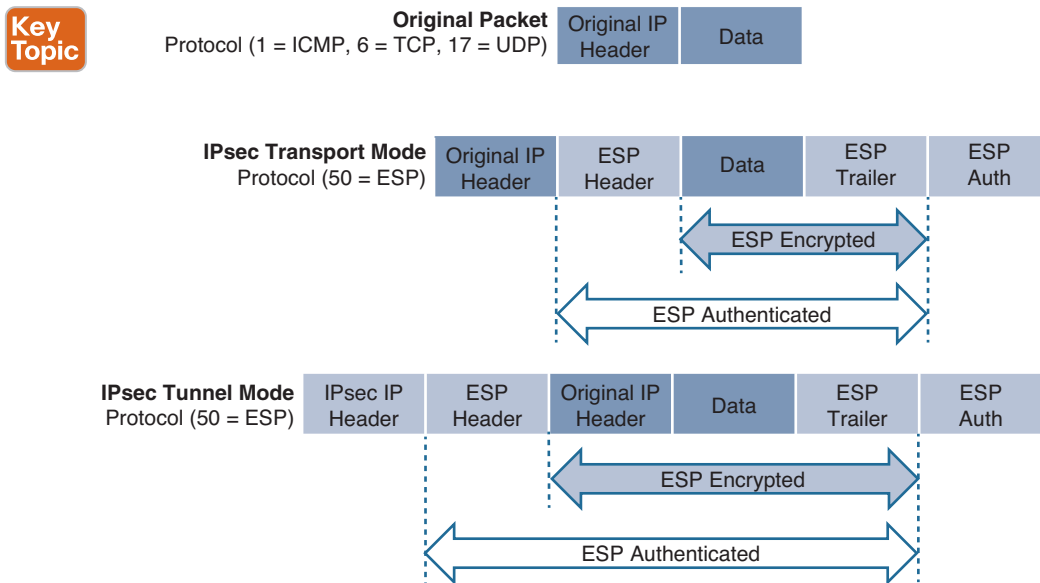 Key
Topic
Original Packet
Protocol (1 = ICMP, 6 = TCP, 17 = UDP)
Original IP
Header
Data
IPsec Transport Mode
Protocol (50 = ESP)
Original IP
Header
ESP
Header
Data
ESP
Trailer
ESP
Auth
ESP Encrypted
ESP Authenticated
IPsec Tunnel Mode
Protocol (50 = ESP)
IPsec IP
Header
ESP
Header
Original IP
Header
Data
ESP
Trailer
ESP
Auth
ESP Encrypted
ESP Authenticated